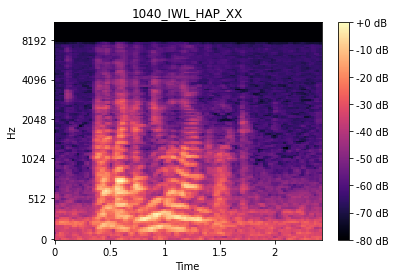 1040_IWL_HAP_XX
8192
4096
2048
1024
512
0
Hz
0
0.5
1
1.5
2
Time
+0 dB
-10 dB
-20 dB
-30 dB
-40 dB
-50 dB
-60 dB
-70 dB
-80 dB